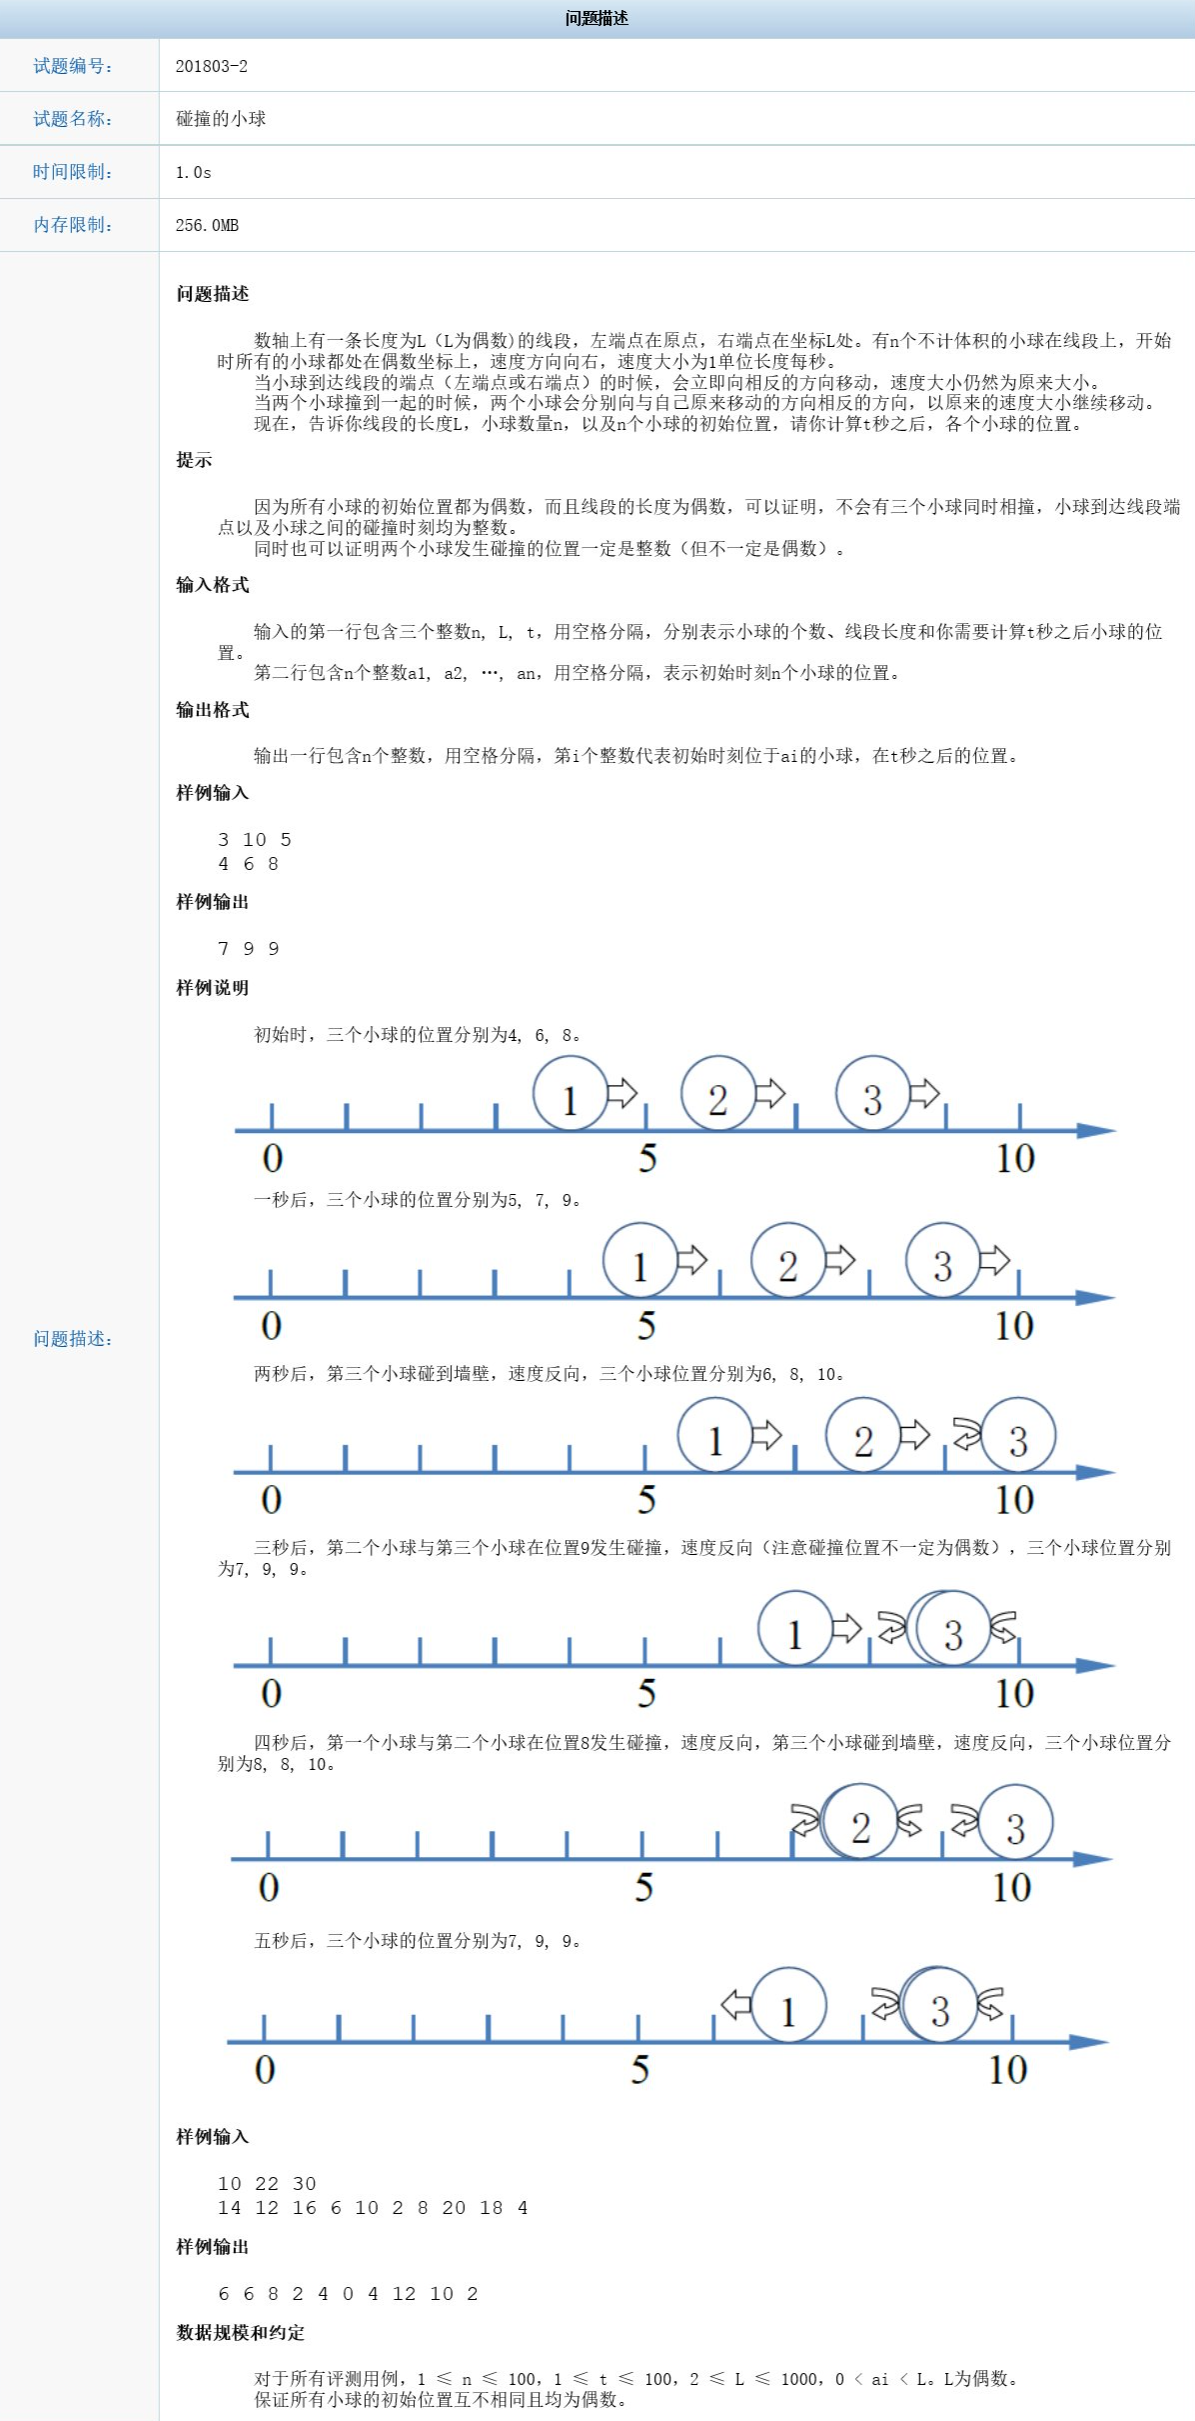 问题描述
试题编号： 201803-2
试题名称： 碰撞的小球
时间限制： 1.0s
内存限制： 256.0MB
问题描述：
问题描述
数轴上有一条长度为L（L为偶数)的线段，左端点在原点，右端点在坐标L处。有n个不计体积的小球在线段上，开始
时所有的小球都处在偶数坐标上，速度方向向右，速度大小为1单位长度每秒。
当小球到达线段的端点（左端点或右端点）的时候，会立即向相反的方向移动，速度大小仍然为原来大小。
当两个小球撞到一起的时候，两个小球会分别向与自己原来移动的方向相反的方向，以原来的速度大小继续移动。
现在，告诉你线段的长度L，小球数量n，以及n个小球的初始位置，请你计算t秒之后，各个小球的位置。
提示
因为所有小球的初始位置都为偶数，而且线段的长度为偶数，可以证明，不会有三个小球同时相撞，小球到达线段端
点以及小球之间的碰撞时刻均为整数。
同时也可以证明两个小球发生碰撞的位置一定是整数（但不一定是偶数）。
输入格式
输入的第一行包含三个整数n, L, t，用空格分隔，分别表示小球的个数、线段长度和你需要计算t秒之后小球的位
置。
第二行包含n个整数a1, a2, …, an，用空格分隔，表示初始时刻n个小球的位置。
输出格式
输出一行包含n个整数，用空格分隔，第i个整数代表初始时刻位于ai的小球，在t秒之后的位置。
样例输入
3 10 5
4 6 8
样例输出
7 9 9
样例说明
初始时，三个小球的位置分别为4, 6, 8。
1 2 3
0 5 10
一秒后，三个小球的位置分别为5, 7, 9。
1 2 3
0 5 10
两秒后，第三个小球碰到墙壁，速度反向，三个小球位置分别为6, 8, 10。
1 2 3
0 5 10
三秒后，第二个小球与第三个小球在位置9发生碰撞，速度反向（注意碰撞位置不一定为偶数），三个小球位置分别
为7, 9, 9。
1 3
0 5 10
四秒后，第一个小球与第二个小球在位置8发生碰撞，速度反向，第三个小球碰到墙壁，速度反向，三个小球位置分
别为8, 8, 10。
2 3
0 5 10
五秒后，三个小球的位置分别为7, 9, 9。
1 3
0 5 10
样例输入
10 22 30
14 12 16 6 10 2 8 20 18 4
样例输出
6 6 8 2 4 0 4 12 10 2
数据规模和约定
对于所有评测用例，1 ≤ n ≤ 100，1 ≤ t ≤ 100，2 ≤ L ≤ 1000，0 < ai < L。L为偶数。
保证所有小球的初始位置互不相同且均为偶数。